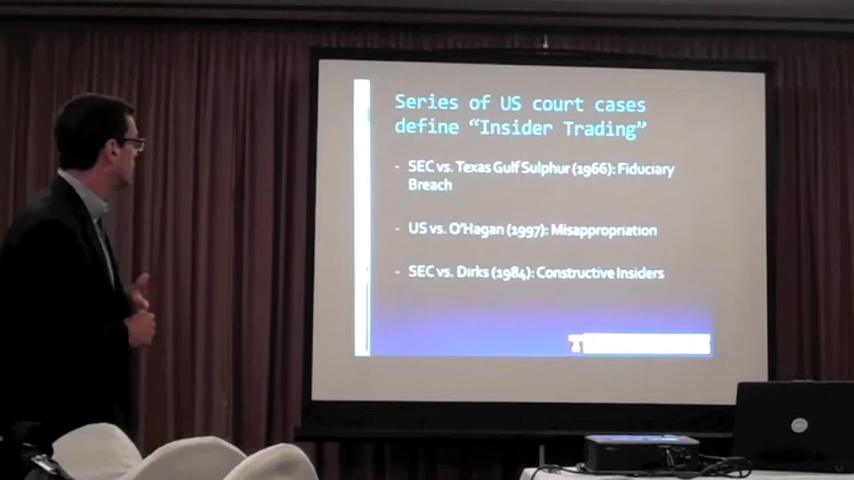 Series of US court cases
define “Insider Trading”
- SEC vs. Texas Gulf Sulphur (1966): Fiduciary
Breach
- US vs. O’Hagan (1997): Misappropriation
- SEC vs. Dirks (1984): Constructive Insiders